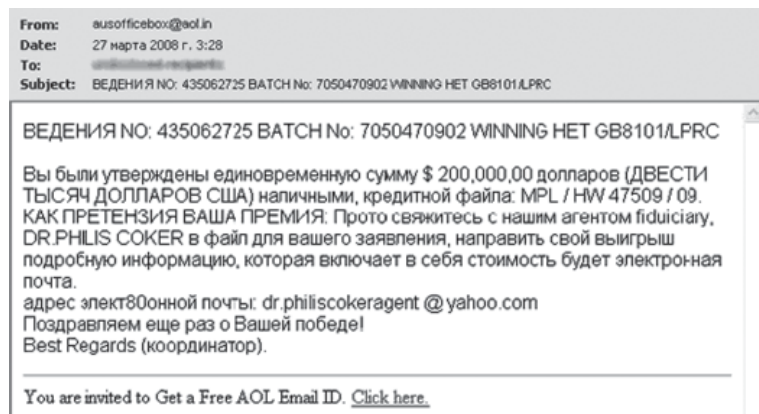 From: ausofficebox@aol.in
Date: 27 марта 2008 г. 3:28
To:
Subject: ВЕДЕНИЯ NO: 435062725 BATCH No: 7050470902 WINNING НЕТ GB8101/LPRC
ВЕДЕНИЯ NO: 435062725 BATCH No: 7050470902 WINNING НЕТ GB8101/LPRC
Вы были утверждены единовременную сумму $ 200,000,00 долларов (ДВЕСТИ
ТЫСЯЧ ДОЛЛАРОВ США) наличными, кредитной файла: MPL / HW 47509 / 09.
КАК ПРЕТЕНЗИЯ ВАША ПРЕМИЯ: Прото свяжитесь с нашим агентом fiduiciary,
DR.PHILIS COKER в файл для вашего заявления, направить свой выигрыш
подробную информацию, которая включает в себя стоимость будет электронная
почта.
адрес элект80онной почты: dr.philiscokeragent @ yahoo.com
Поздравляем еще раз о Вашей победе!
Best Regards (координатор).
You are invited to Get a Free AOL Email ID. Click here.